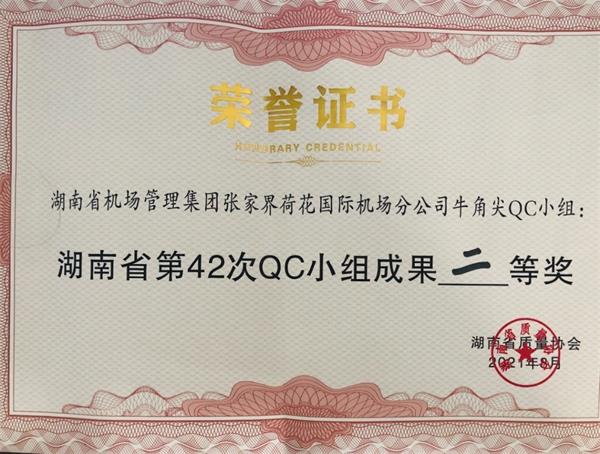 荣誉证书
HONORARY CREDENTIAL
湖南省机场管理集团张家界荷花国际机场分公司牛角尖QC小组：
湖南省第42次QC小组成果二等奖
湖南省质量协会
2021年8月